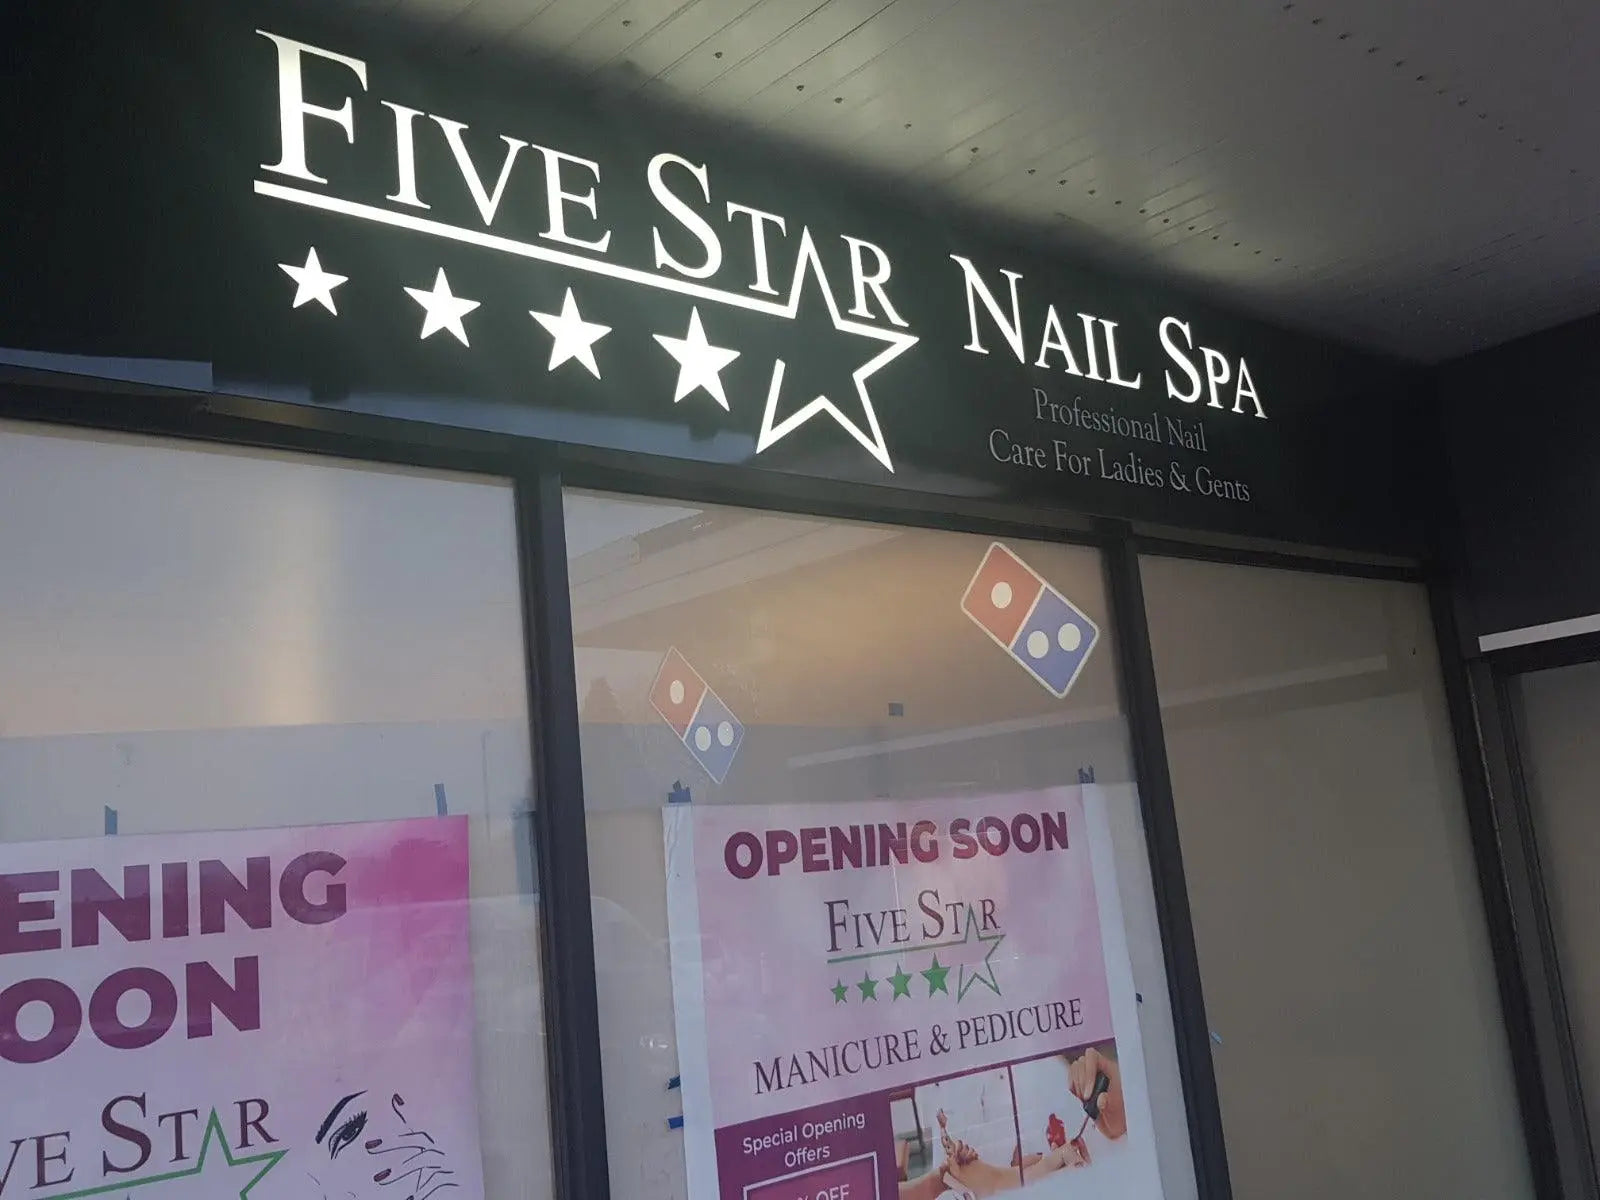 FIVE STAR NAIL SPA
Professional Nail
Care For Ladies & Gents
OPENING SOON
FIVE STAR
MANICURE & PEDICURE
Special Opening
Offers
% OFF
ENING
OON
VE STAR